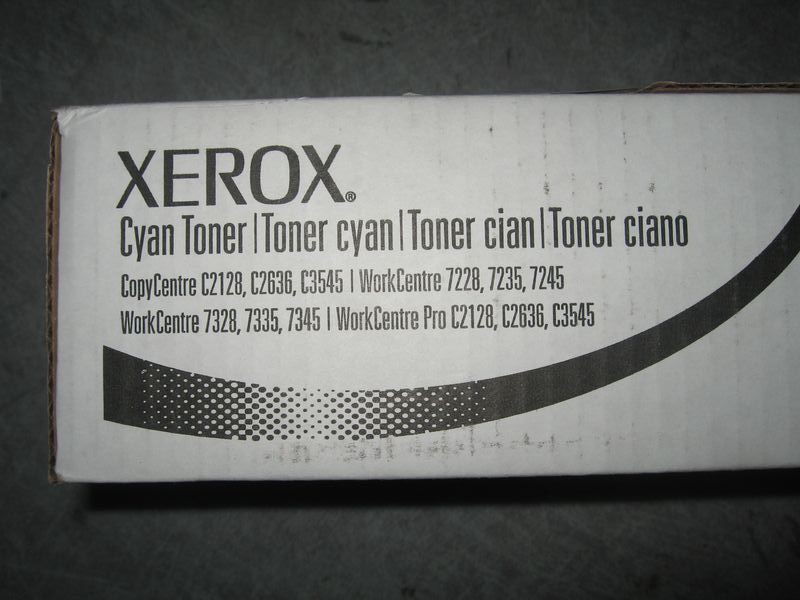 XEROX®
Cyan Toner | Toner cyan | Toner cian | Toner ciano
CopyCentre C2128, C2636, C3545 | WorkCentre 7228, 7235, 7245
WorkCentre 7328, 7335, 7345 | WorkCentre Pro C2128, C2636, C3545